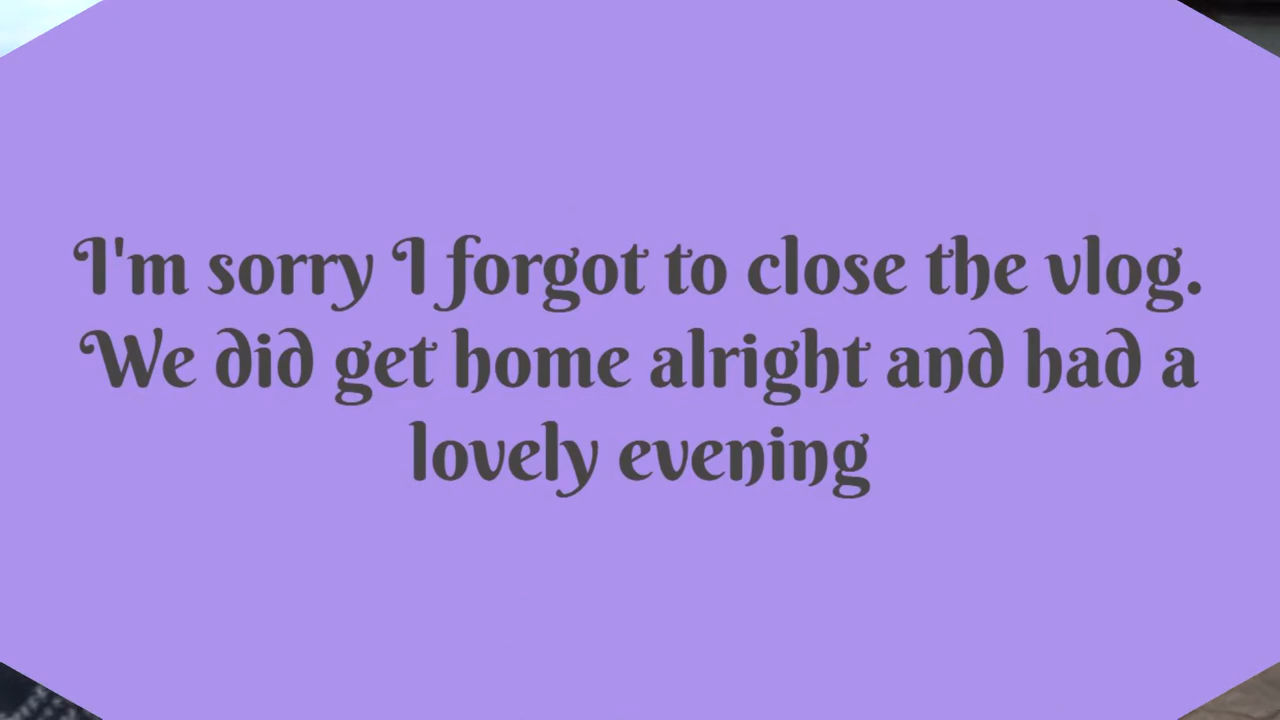 I'm sorry I forgot to close the vlog.
We did get home alright and had a
lovely evening